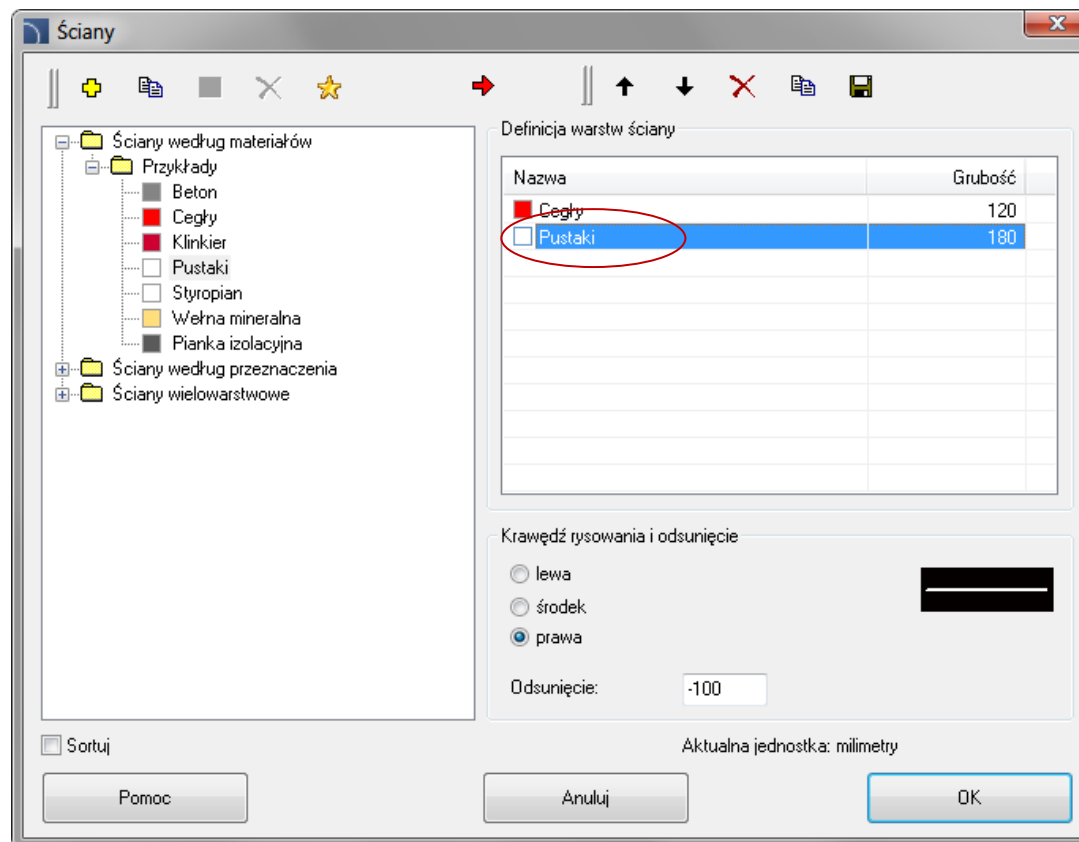 Ściany
Ściany według materiałów
Przykłady
Beton
Cegły
Klinkier
Pustaki
Styropian
Wełna mineralna
Pianka izolacyjna
Ściany według przeznaczenia
Ściany wielowarstwowe
Sortuj
Definicja warstw ściany
Nazwa Grubość
Cegły 120
Pustaki 180
Krawędź rysowania i odsunięcie
lewa
środek
prawa
Odsunięcie: -100
Aktualna jednostka: milimetry
Pomoc Anuluj OK